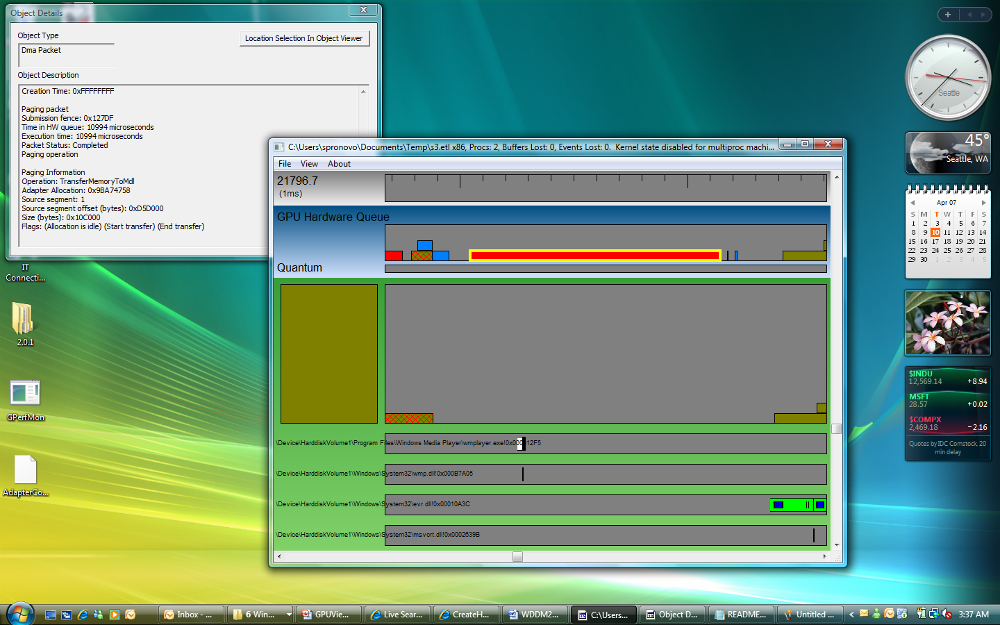 Object Details
Object Type
Location Selection In Object Viewer
Dma Packet
Object Description
Creation Time: 0xFFFFFFFF
Paging packet
Submission fence: 0x127DF
Time in HW queue: 10994 microseconds
Execution time: 10994 microseconds
Packet Status: Completed
Paging operation
Paging Information
Operation: TransferMemoryToMdl
Adapter Allocation: 0x9BA74758
Source segment: 1
Source segment offset (bytes): 0xD5D000
Size (bytes): 0x10C000
Flags: (Allocation is idle) (Start transfer) (End transfer)
IT
Connecti...
2.0.1
GPerfMon
AdapterCo...
C:\Users\spronovo\Documents\Temp\s3.etl x86, Procs: 2, Buffers Lost: 0, Events Lost: 0.  Kernel state disabled for multiproc machi...
File View About
21796.7
(1ms)
GPU Hardware Queue
Quantum
\Device\HarddiskVolume1\Program Files\Windows Media Player\wmplayer.exe!0x000012F5
\Device\HarddiskVolume1\Windows\System32\wmp.dll!0x000B7A05
\Device\HarddiskVolume1\Windows\System32\evr.dll!0x00010A3C
\Device\HarddiskVolume1\Windows\System32\msvcrt.dll!0x0002639B
Seattle
45°
Seattle, WA
Apr 07
S M T W T F S
1 2 3 4 5 6 7
8 9 10 11 12 13 14
15 16 17 18 19 20 21
22 23 24 25 26 27 28
29 30 1 2 3 4 5
$INDU
12,569.14 +8.94
MSFT
28.57 +0.02
$COMPX
2,469.18 -2.16
Quotes by IDC Comstock, 20
min delay
Inbox - ...
6 Win...
GPUVie...
Live Sear...
CreateH...
WDDM2...
C:\Users...
Object D...
README...
Untitled ...
3:37 AM